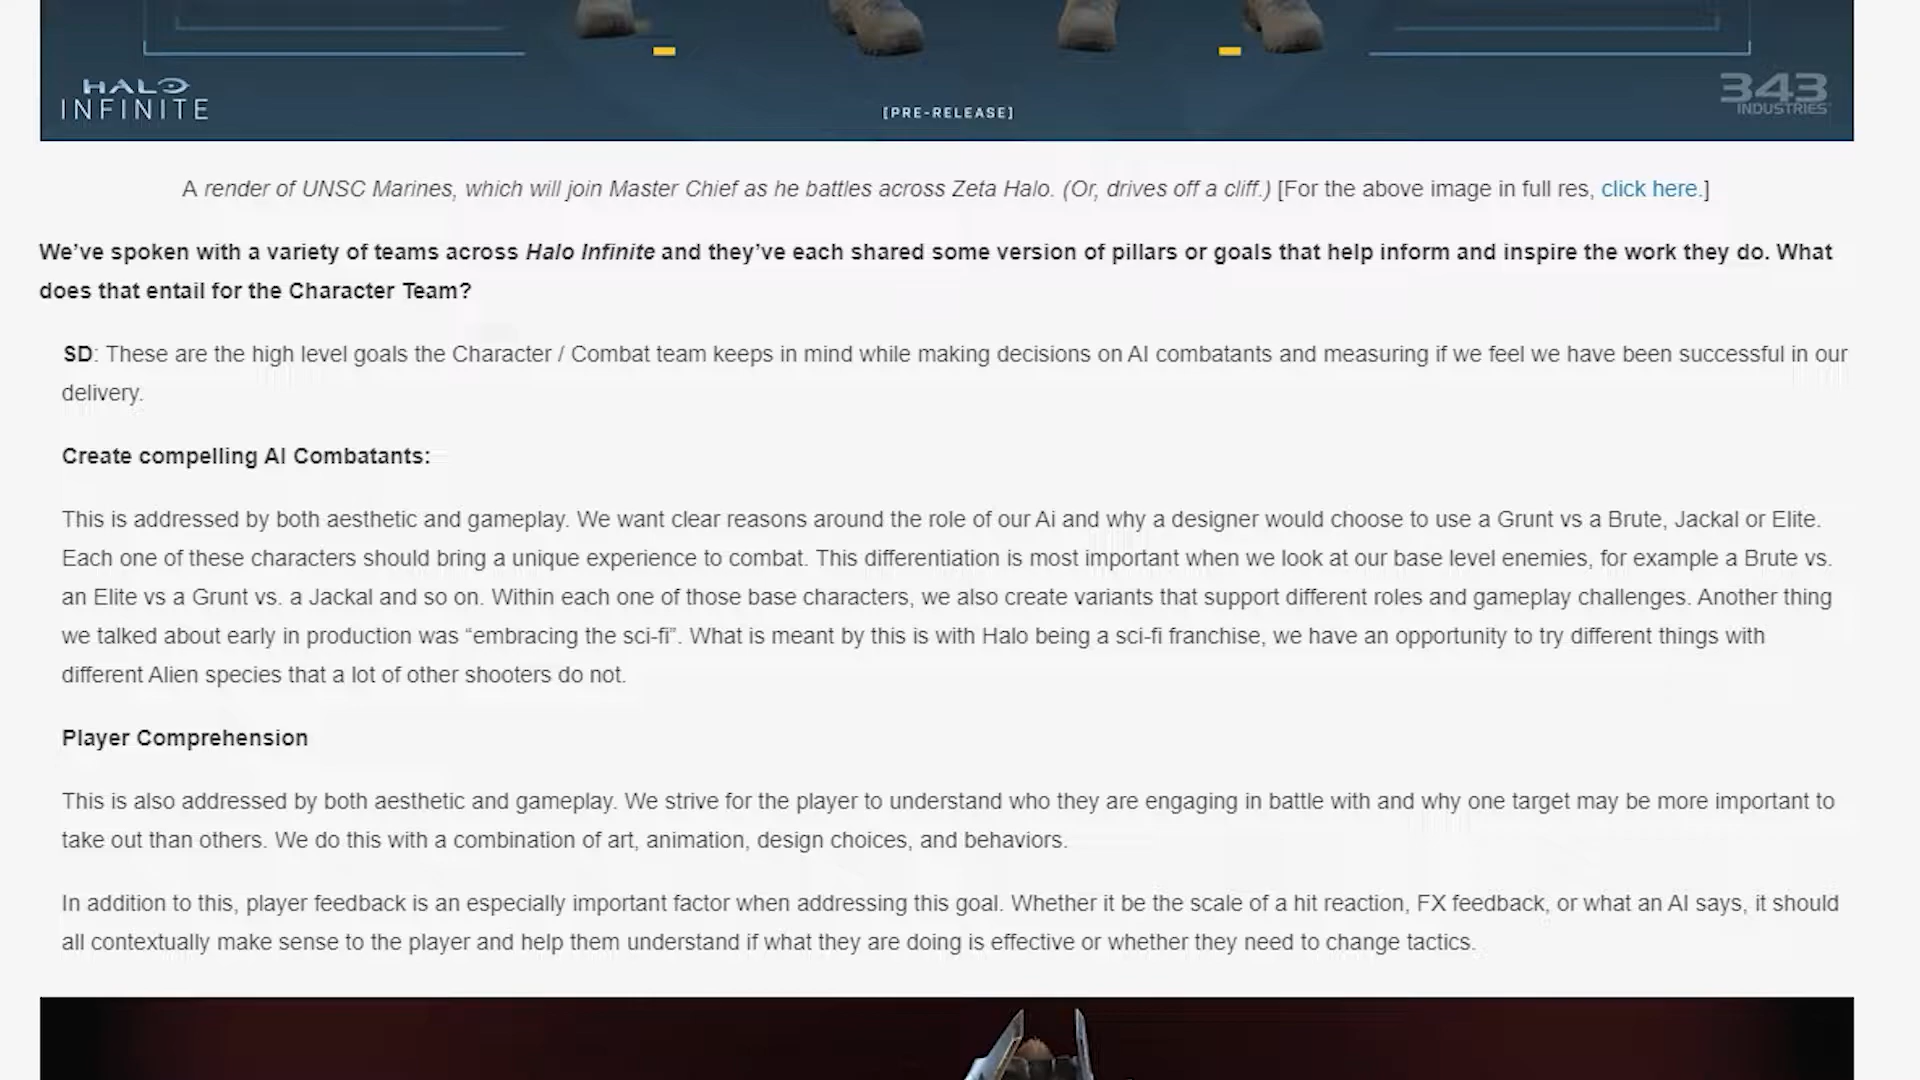 HALO
INFINITE
[PRE-RELEASE]
343
INDUSTRIES
A render of UNSC Marines, which will join Master Chief as he battles across Zeta Halo. (Or, drives off a cliff.) [For the above image in full res, click here.]
We’ve spoken with a variety of teams across Halo Infinite and they’ve each shared some version of pillars or goals that help inform and inspire the work they do. What
does that entail for the Character Team?
SD: These are the high level goals the Character / Combat team keeps in mind while making decisions on AI combatants and measuring if we feel we have been successful in our
delivery.
Create compelling AI Combatants:
This is addressed by both aesthetic and gameplay. We want clear reasons around the role of our Ai and why a designer would choose to use a Grunt vs a Brute, Jackal or Elite.
Each one of these characters should bring a unique experience to combat. This differentiation is most important when we look at our base level enemies, for example a Brute vs.
an Elite vs a Grunt vs. a Jackal and so on. Within each one of those base characters, we also create variants that support different roles and gameplay challenges. Another thing
we talked about early in production was “embracing the sci-fi”. What is meant by this is with Halo being a sci-fi franchise, we have an opportunity to try different things with
different Alien species that a lot of other shooters do not.
Player Comprehension
This is also addressed by both aesthetic and gameplay. We strive for the player to understand who they are engaging in battle with and why one target may be more important to
take out than others. We do this with a combination of art, animation, design choices, and behaviors.
In addition to this, player feedback is an especially important factor when addressing this goal. Whether it be the scale of a hit reaction, FX feedback, or what an AI says, it should
all contextually make sense to the player and help them understand if what they are doing is effective or whether they need to change tactics.